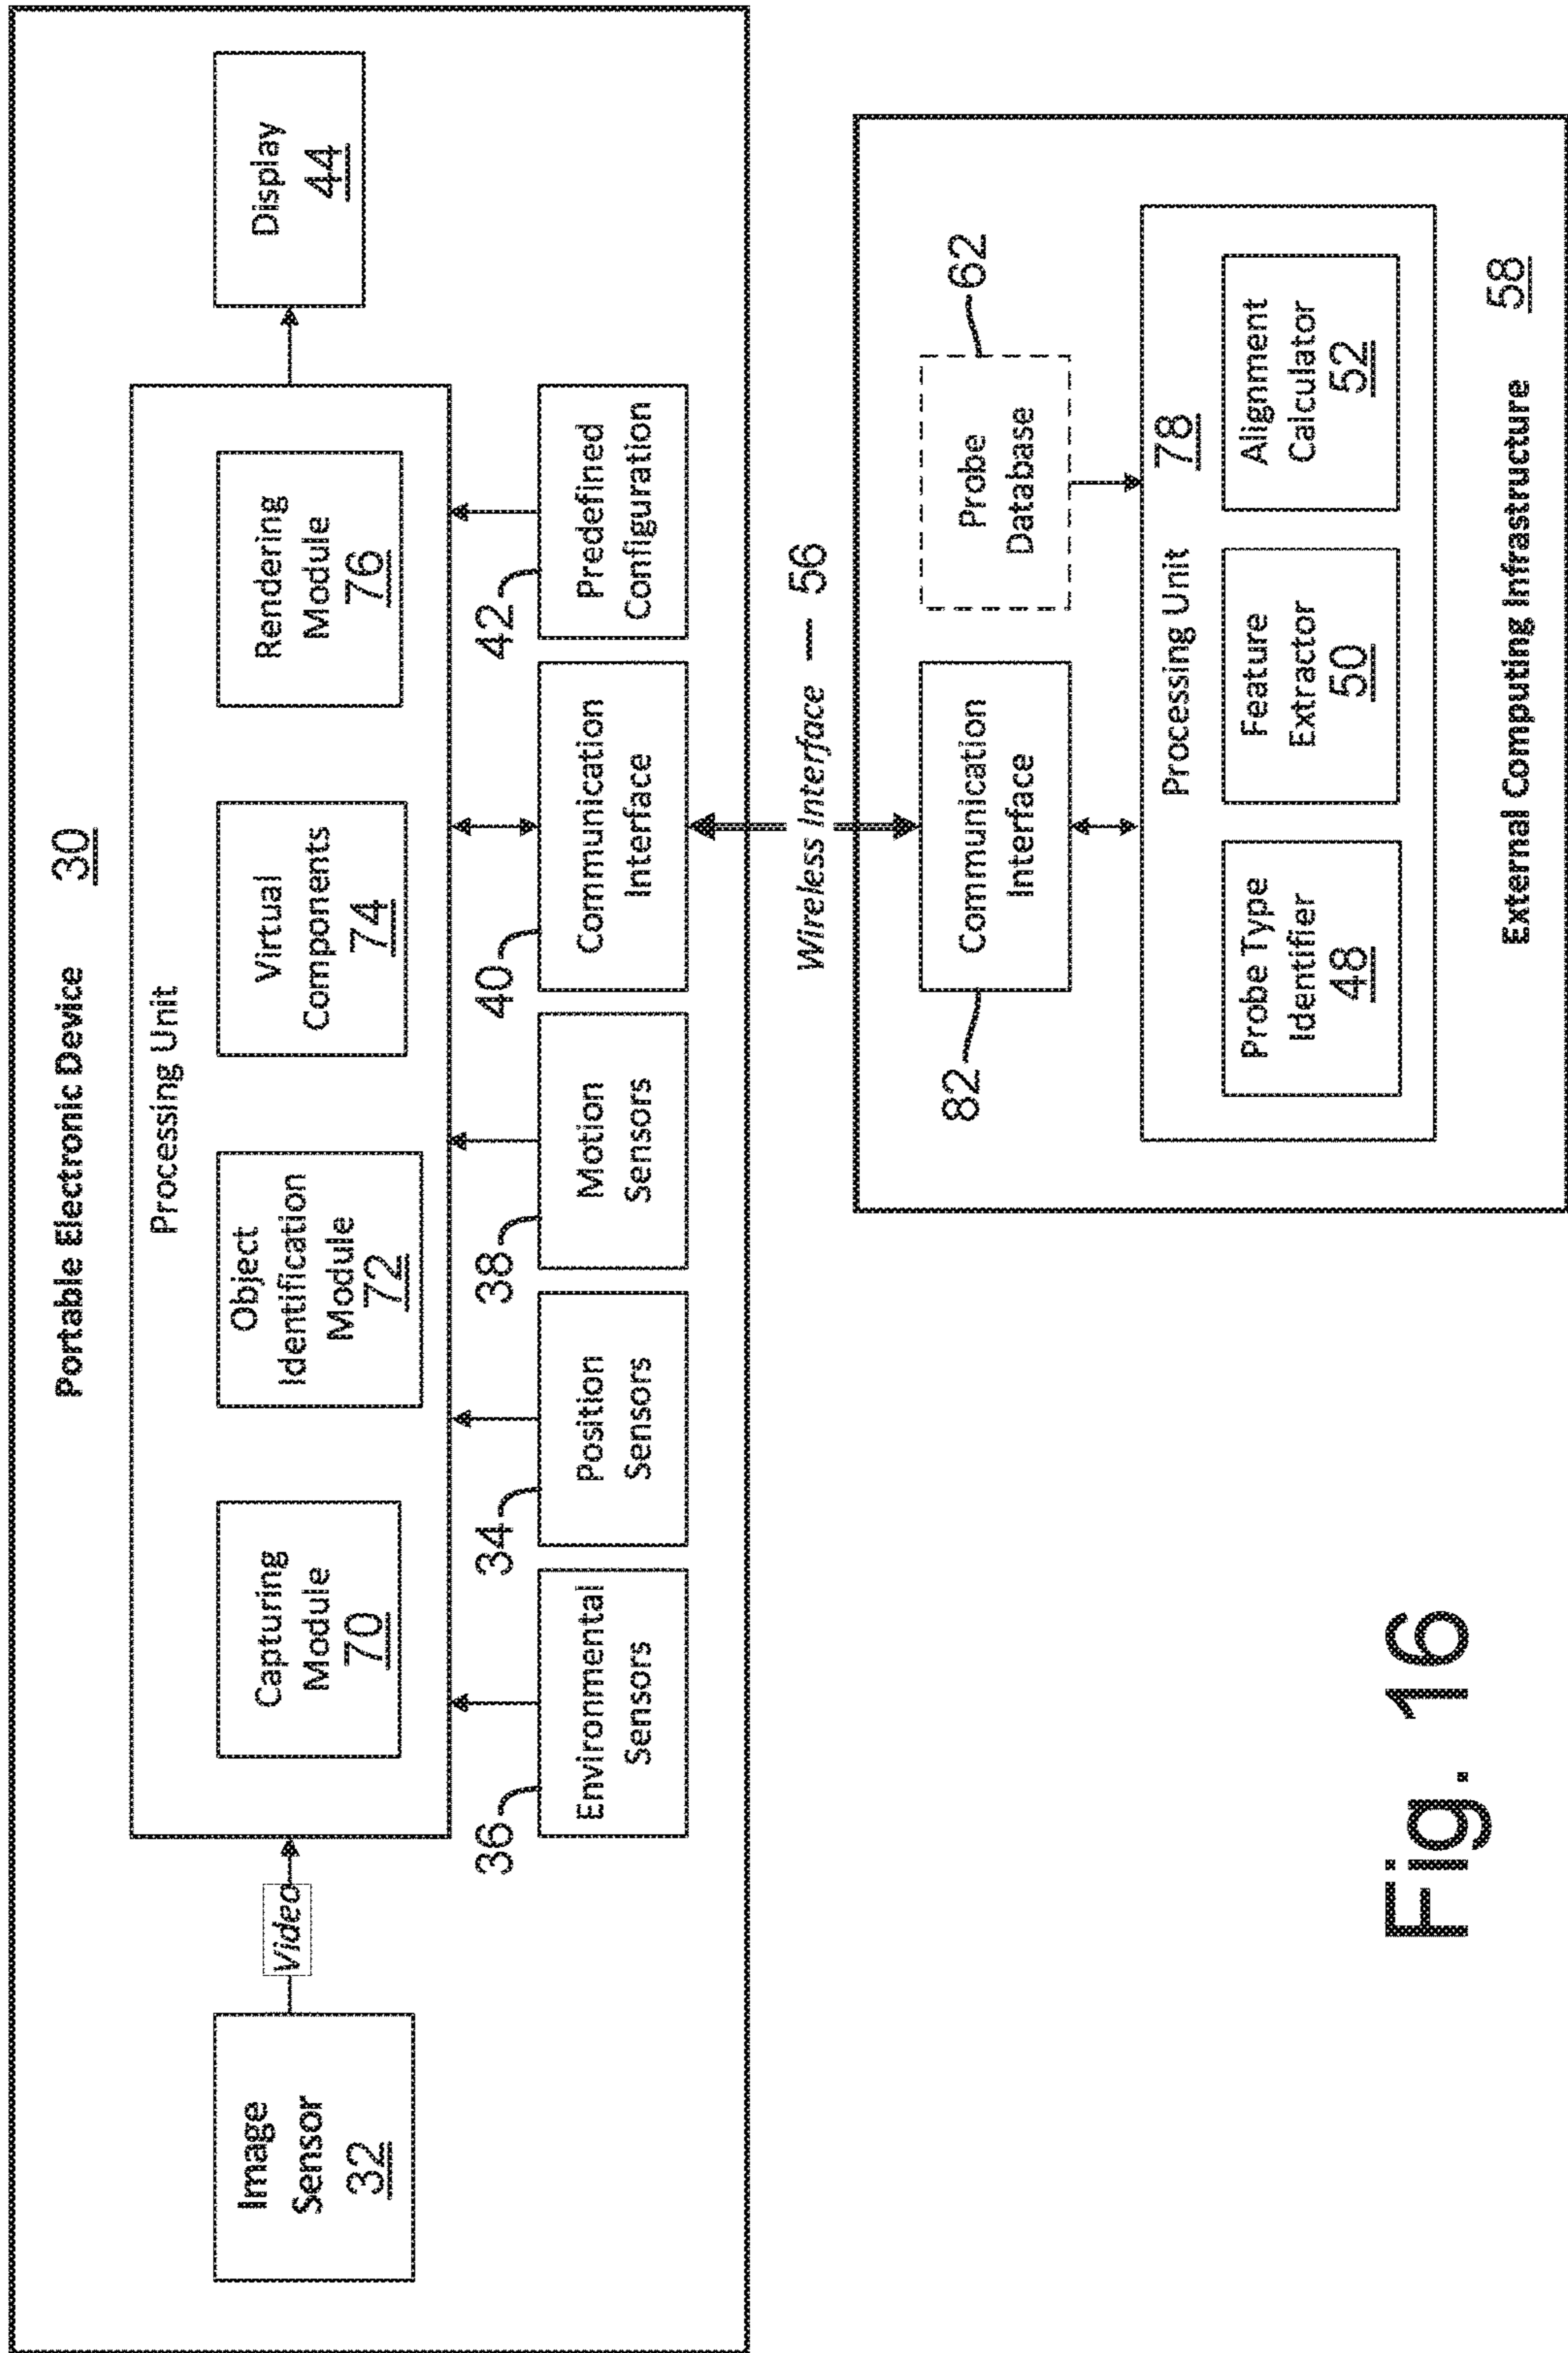 Portable Electronic Device 30
Processing Unit
Image
Sensor
32
Video
Capturing
Module
70
Object
Identification
Module
72
Virtual
Components
74
Rendering
Module
76
Display
44
36
Environmental
Sensors
34
Position
Sensors
38
Motion
Sensors
40
Communication
Interface
42
Predefined
Configuration
Wireless Interface — 56
82
Communication
Interface
Probe
Database
62
Processing Unit 78
Probe Type
Identifier
48
Feature
Extractor
50
Alignment
Calculator
52
External Computing Infrastructure 58
Fig. 16